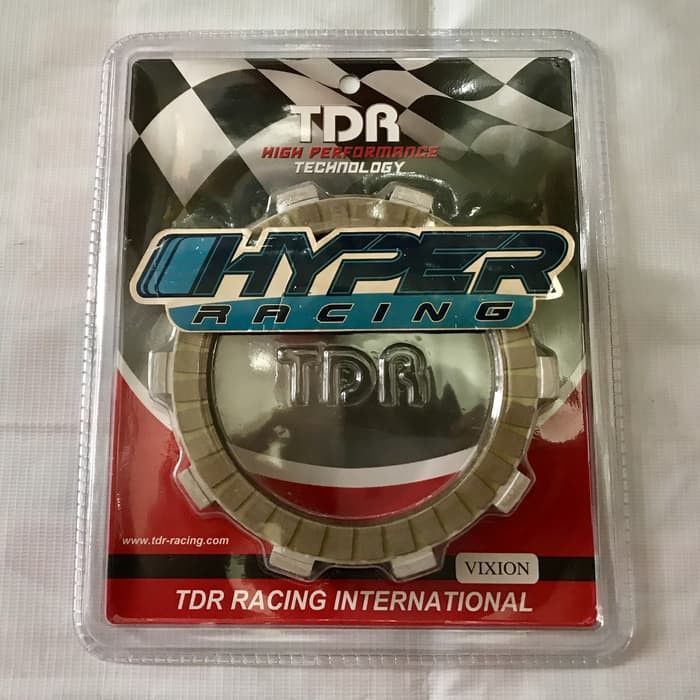 TDR
HIGH PERFORMANCE
TECHNOLOGY
HYPER
RACING
TDR
www.tdr-racing.com
VIXION
TDR RACING INTERNATIONAL